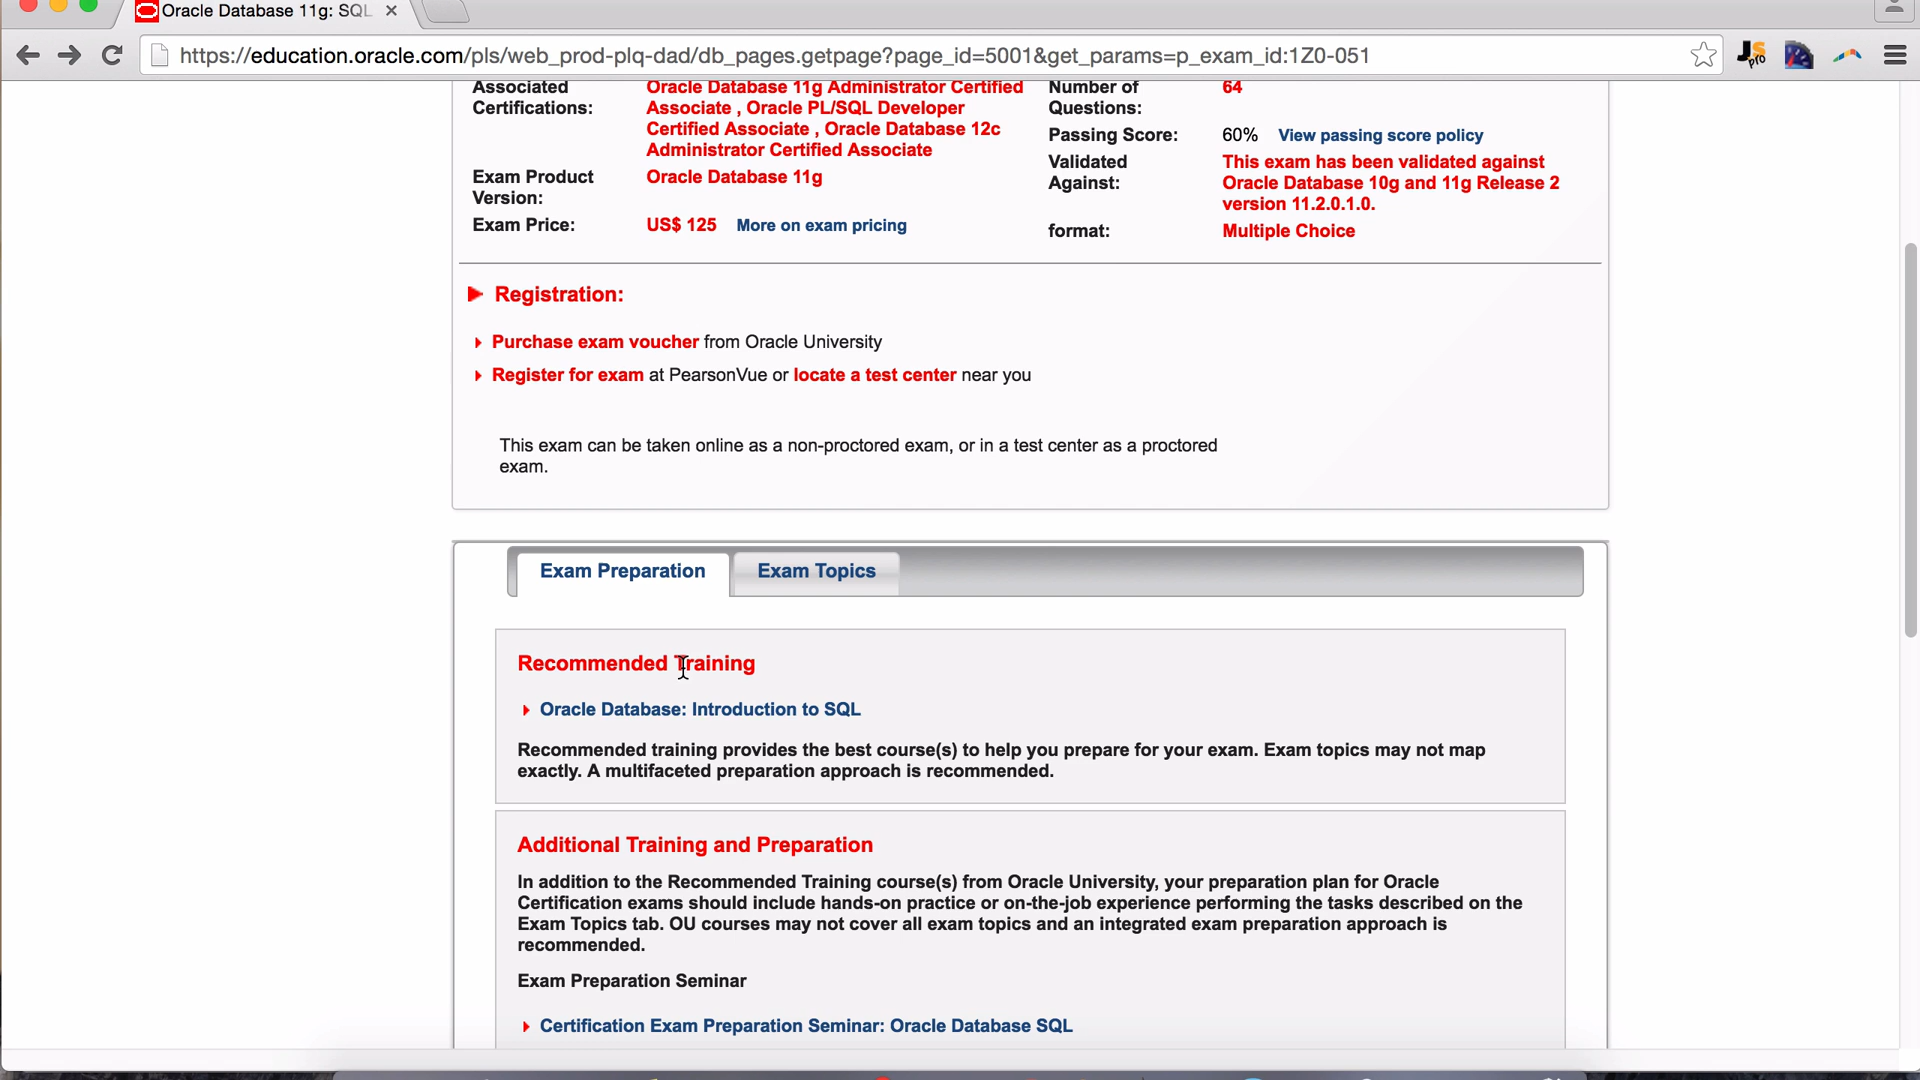 Oracle Database 11g: SQL
https://education.oracle.com/pls/web_prod-plq-dad/db_pages.getpage?page_id=5001&get_params=p_exam_id:1Z0-051
JS
pro
Associated
Certifications:
Oracle Database 11g Administrator Certified
Associate , Oracle PL/SQL Developer
Certified Associate , Oracle Database 12c
Administrator Certified Associate
Exam Product
Version:
Oracle Database 11g
Exam Price:
US$ 125 More on exam pricing
Number of
Questions:
64
Passing Score:
60% View passing score policy
Validated
Against:
This exam has been validated against
Oracle Database 10g and 11g Release 2
version 11.2.0.1.0.
format:
Multiple Choice
Registration:
Purchase exam voucher from Oracle University
Register for exam at PearsonVue or locate a test center near you
This exam can be taken online as a non-proctored exam, or in a test center as a proctored
exam.
Exam Preparation
Exam Topics
Recommended Training
Oracle Database: Introduction to SQL
Recommended training provides the best course(s) to help you prepare for your exam. Exam topics may not map
exactly. A multifaceted preparation approach is recommended.
Additional Training and Preparation
In addition to the Recommended Training course(s) from Oracle University, your preparation plan for Oracle
Certification exams should include hands-on practice or on-the-job experience performing the tasks described on the
Exam Topics tab. OU courses may not cover all exam topics and an integrated exam preparation approach is
recommended.
Exam Preparation Seminar
Certification Exam Preparation Seminar: Oracle Database SQL